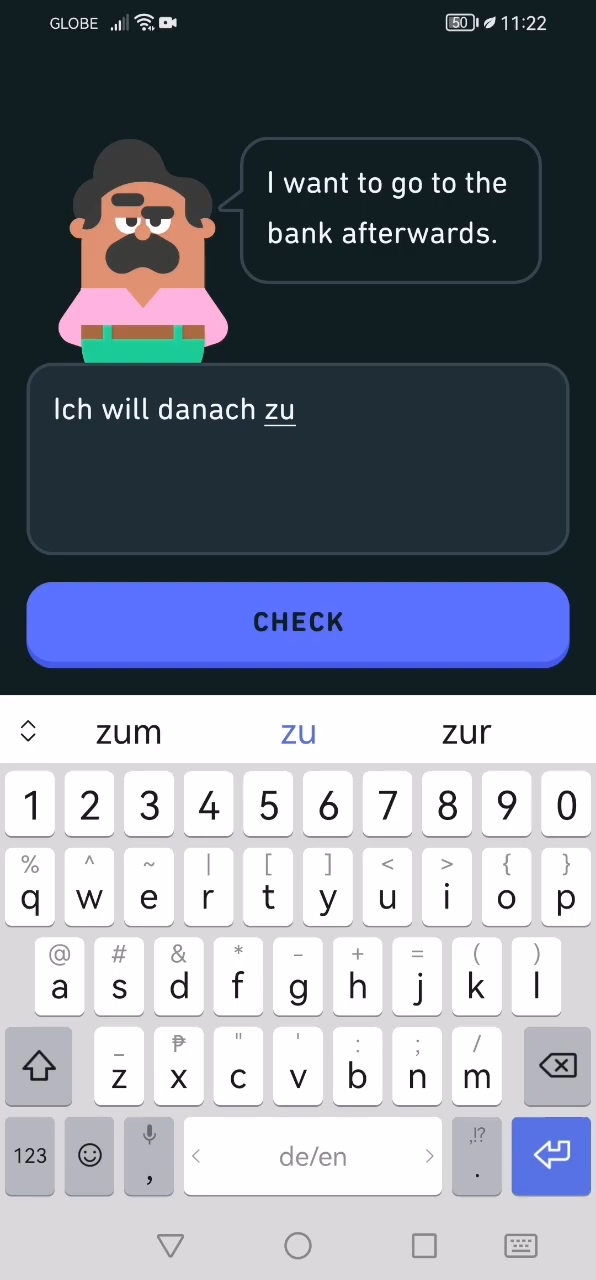 GLOBE 50 11:22
I want to go to the
bank afterwards.
Ich will danach zu
CHECK
zum zu zur
1 2 3 4 5 6 7 8 9 0
% ^ ~ | [ ] < > { }
q w e r t y u i o p
@ # & * - + = ( )
a s d f g h j k l
_ ₱ " ' : ; /
z x c v b n m
123 , < de/en > ,!? .